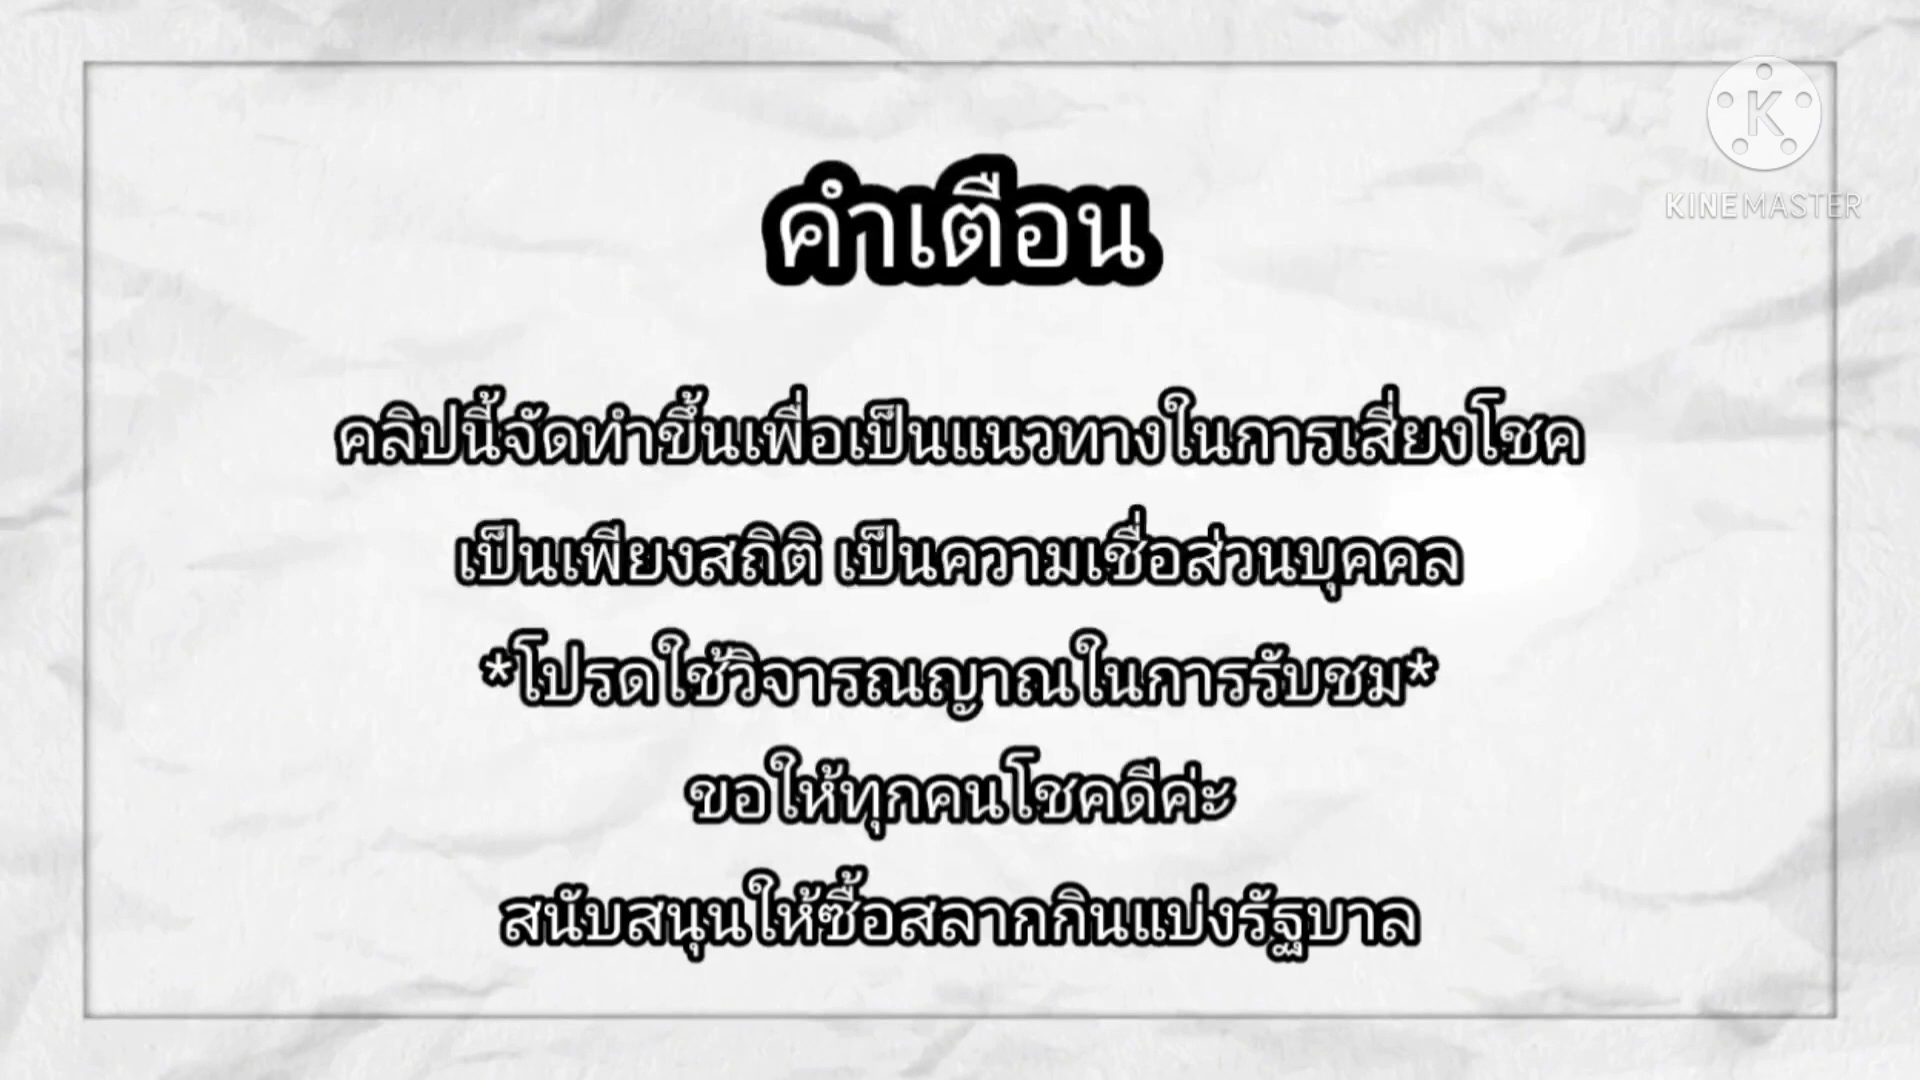 K
KINEMASTER
คำเตือน
คลิปนี้จัดทำขึ้นเพื่อเป็นแนวทางในการเสี่ยงโชค
เป็นเพียงสถิติ เป็นความเชื่อส่วนบุคคล
*โปรดใช้วิจารณญาณในการรับชม*
ขอให้ทุกคนโชคดีค่ะ
สนับสนุนให้ซื้อสลากกินแบ่งรัฐบาล